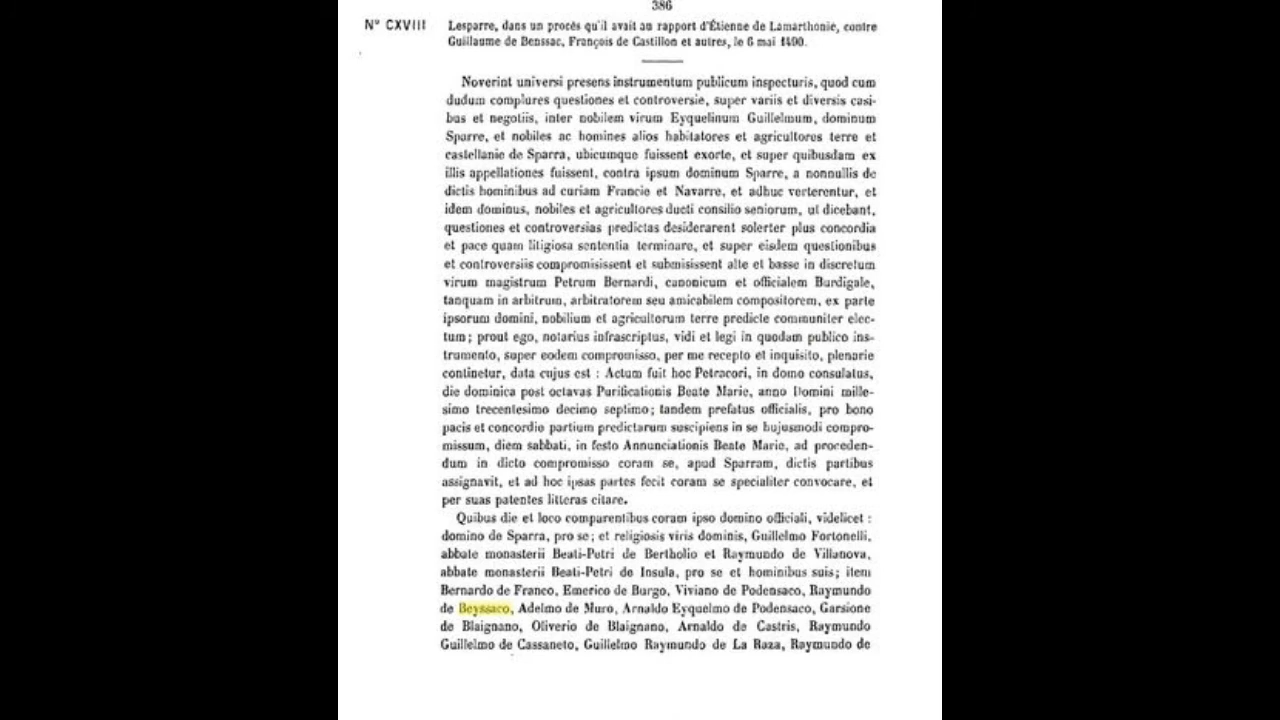 386
N° CXVIII Lesparre, dans un procès qu'il avait au rapport d'Étienne de Lamarthonie, contre
Guillaume de Benssac, François de Castillon et autres, le 6 mai 1490.
Noverint universi presens instrumentum publicum inspecturis, quod cum
dudum complures questiones et controversie, super variis et diversis casi-
bus et negotiis, inter nobilem virum Eyquelinum Guillelmum, dominum
Sparre, et nobiles ac homines alios habitatores et agricultores terre et
castellanie de Sparra, ubicumque fuissent exorte, et super quibusdam ex
illis appellationes fuissent, contra ipsum dominum Sparre, a nonnullis de
dictis hominibus ad curiam Francie et Navarre, et adhuc verterentur, et
idem dominus, nobiles et agricultores ducti consilio seniorum, ut dicebant,
questiones et controversias predictas desiderarent solerter plus concordia
et pace quam litigiosa sententia terminare, et super eisdem questionibus
et controversiis compromisissent et submisissent alte et basse in discretum
virum magistrum Petrum Bernardi, canonicum et officialem Burdigale,
tanquam in arbitrum, arbitratorem seu amicabilem compositorem, ex parte
ipsorum domini, nobilium et agricultorum terre predicte communiter elec-
tum; prout ego, notarius infrascriptus, vidi et legi in quodam publico ins-
trumento, super eodem compromisso, per me recepto et inquisito, plenarie
continetur, data cujus est : Actum fuit hoc Petracori, in domo consulatus,
die dominica post octavas Purificationis Beate Marie, anno Domini mille-
simo trecentesimo decimo septimo; tandem prefatus officialis, pro bono
pacis et concordie partium predictarum suscipiens in se hujusmodi compro-
missum, diem sabbati, in festo Annunciationis Beate Marie, ad proceden-
dum in dicto compromisso coram se, apud Sparram, dictis partibus
assignavit, et ad hoc ipsas partes fecit coram se specialiter convocare, et
per suas patentes litteras citare.
Quibus die et loco comparentibus coram ipso domino officiali, videlicet :
domino de Sparra, pro se; et religiosis viris dominis, Guillelmo Fortonelli,
abbate monasterii Beati-Petri de Bertholio et Raymundo de Villanova,
abbate monasterii Beati-Petri de Insula, pro se et hominibus suis; item
Bernardo de Franco, Emerico de Burgo, Viviano de Podensaco, Raymundo
de Beyssaco, Adelmo de Muro, Arnaldo Eyquelmo de Podensaco, Garsione
de Blaignano, Oliverio de Blaignano, Arnaldo de Castris, Raymundo
Guillelmo de Cassaneto, Guillelmo Raymundo de La Raza, Raymundo de